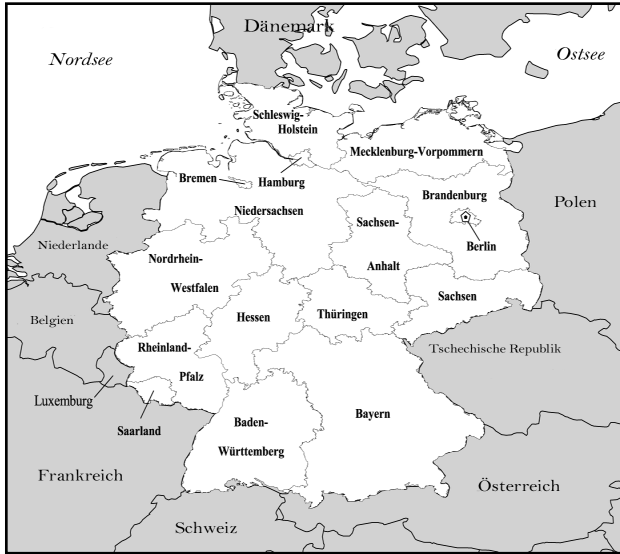 Dänemark
Nordsee
Ostsee
Schleswig-
Holstein
Mecklenburg-Vorpommern
Bremen
Hamburg
Brandenburg
Polen
Niedersachsen
Sachsen-
Anhalt
Berlin
Niederlande
Nordrhein-
Westfalen
Sachsen
Belgien
Hessen
Thüringen
Rheinland-
Pfalz
Tschechische Republik
Luxemburg
Saarland
Baden-
Württemberg
Bayern
Frankreich
Österreich
Schweiz